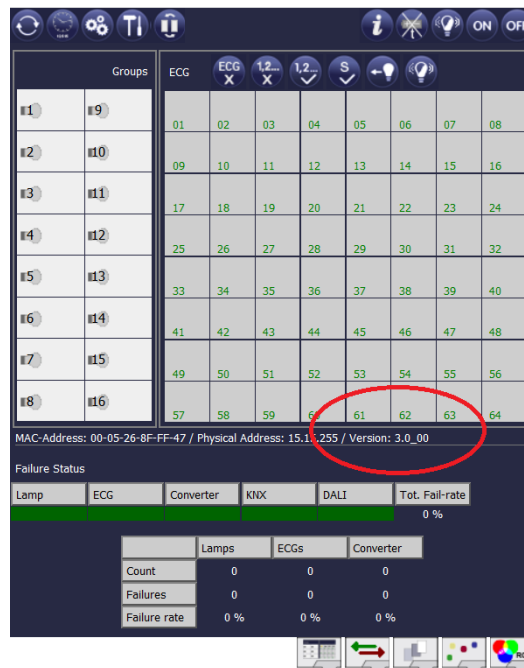 TI i ON OFF
Groups ECG ECG X 1,2... X 1,2... S
1 9 01 02 03 04 05 06 07 08
2 10 09 10 11 12 13 14 15 16
3 11 17 18 19 20 21 22 23 24
4 12 25 26 27 28 29 30 31 32
5 13 33 34 35 36 37 38 39 40
6 14 41 42 43 44 45 46 47 48
7 15 49 50 51 52 53 54 55 56
8 16 57 58 59 60 61 62 63 64
MAC-Address: 00-05-26-8F-FF-47 / Physical Address: 15.15.255 / Version: 3.0_00
Failure Status
Lamp ECG Converter KNX DALI Tot. Fail-rate
0 %
Lamps ECGs Converter
Count 0 0 0
Failures 0 0 0
Failure rate 0 % 0 % 0 %